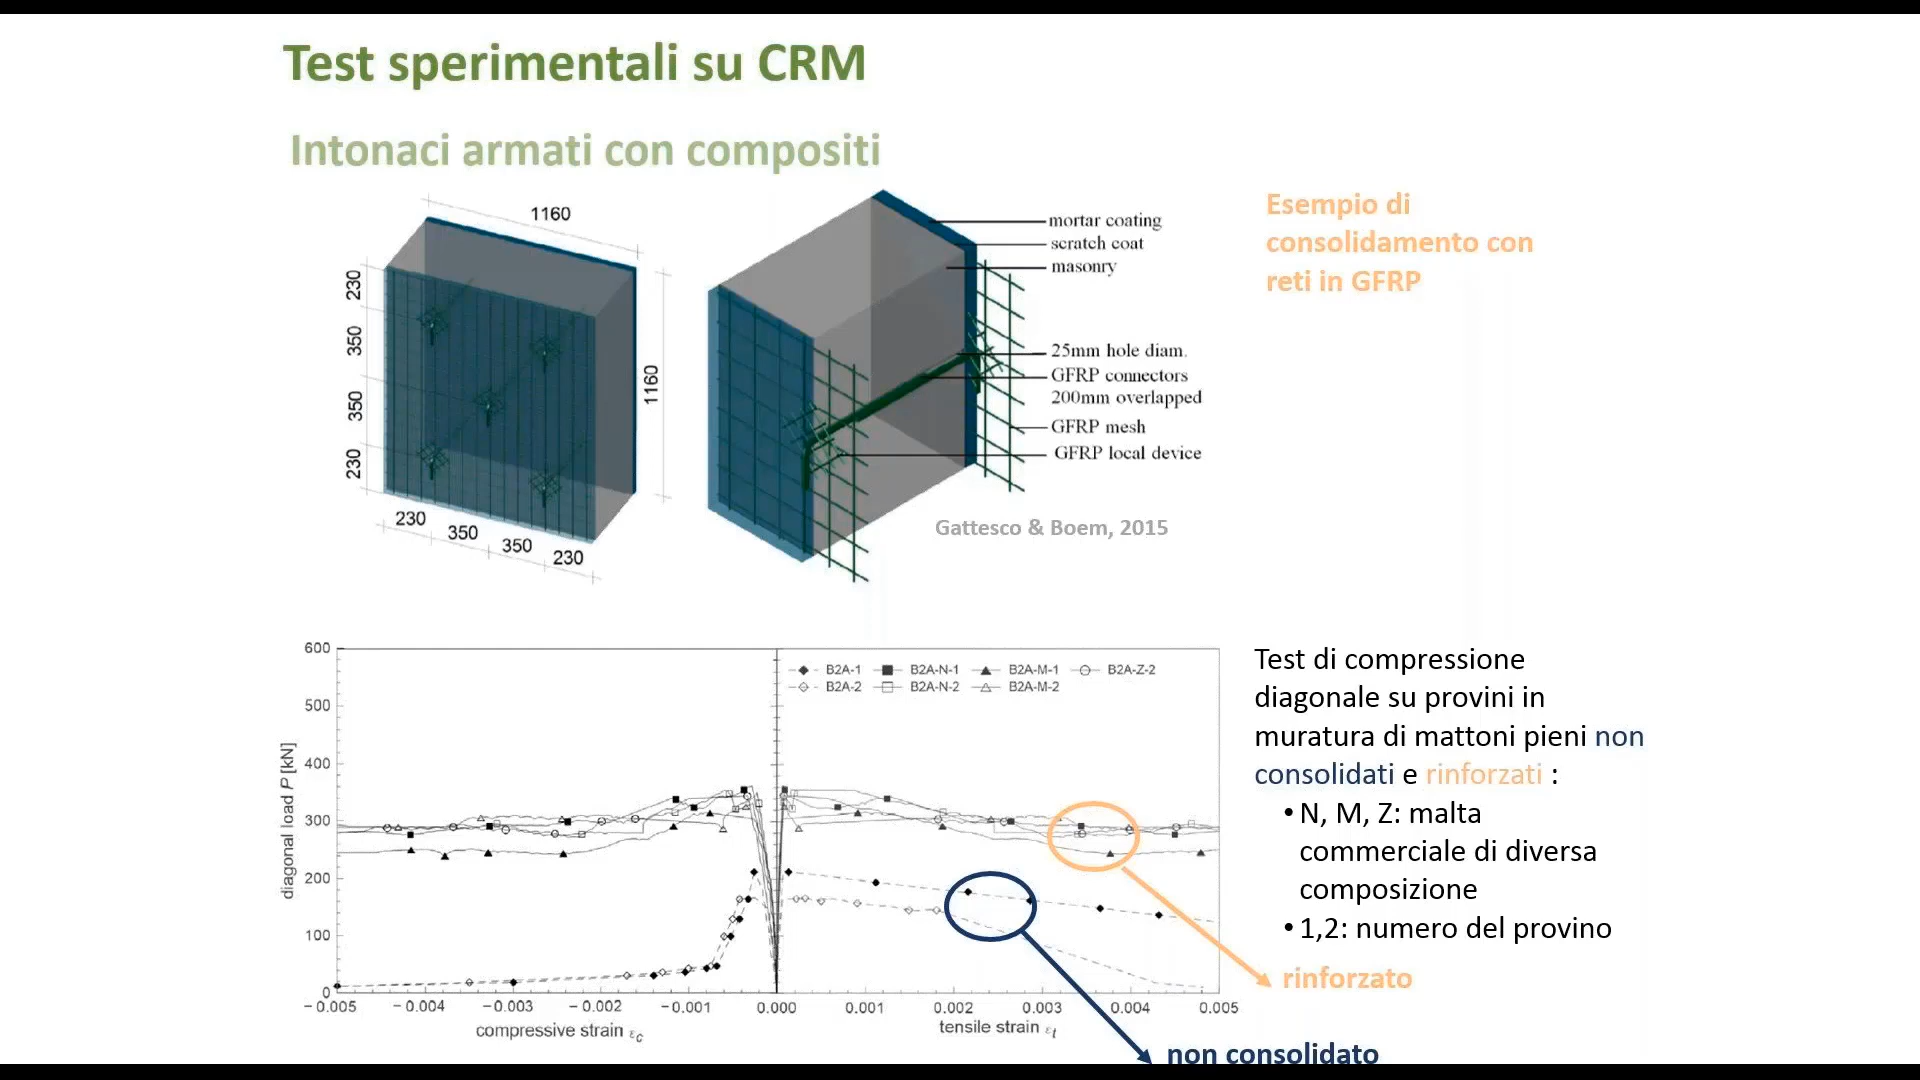 Test sperimentali su CRM
Intonaci armati con compositi
1160
230
350
350
230
1160
230
350
350
230
mortar coating
scratch coat
masonry
25mm hole diam.
GFRP connectors
200mm overlapped
GFRP mesh
GFRP local device
Gattesco & Boem, 2015
Esempio di
consolidamento con
reti in GFRP
600
500
400
300
200
100
0
diagonal load P [kN]
B2A-1 B2A-N-1 B2A-M-1 B2A-Z-2
B2A-2 B2A-N-2 B2A-M-2
−0.005 −0.004 −0.003 −0.002 −0.001 0.000 0.001 0.002 0.003 0.004 0.005
compressive strain εc
tensile strain εt
Test di compressione
diagonale su provini in
muratura di mattoni pieni non
consolidati e rinforzati :
• N, M, Z: malta
commerciale di diversa
composizione
• 1,2: numero del provino
rinforzato
non consolidato